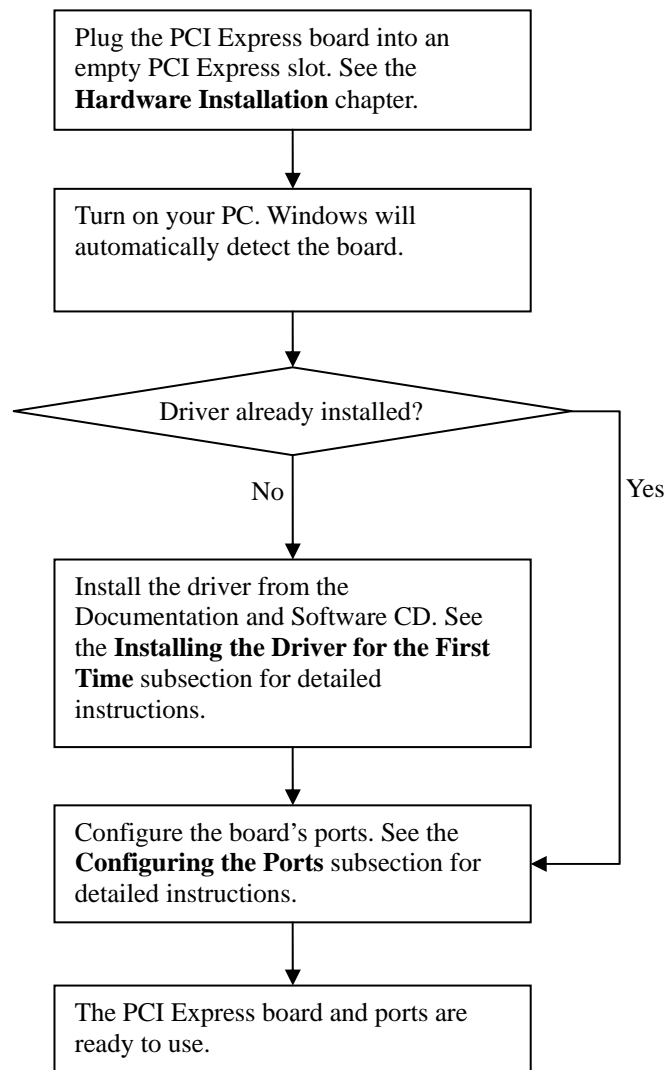 Plug the PCI Express board into an
empty PCI Express slot. See the
Hardware Installation chapter.
Turn on your PC. Windows will
automatically detect the board.
Driver already installed?
No
Yes
Install the driver from the
Documentation and Software CD. See
the Installing the Driver for the First
Time subsection for detailed
instructions.
Configure the board’s ports. See the
Configuring the Ports subsection for
detailed instructions.
The PCI Express board and ports are
ready to use.